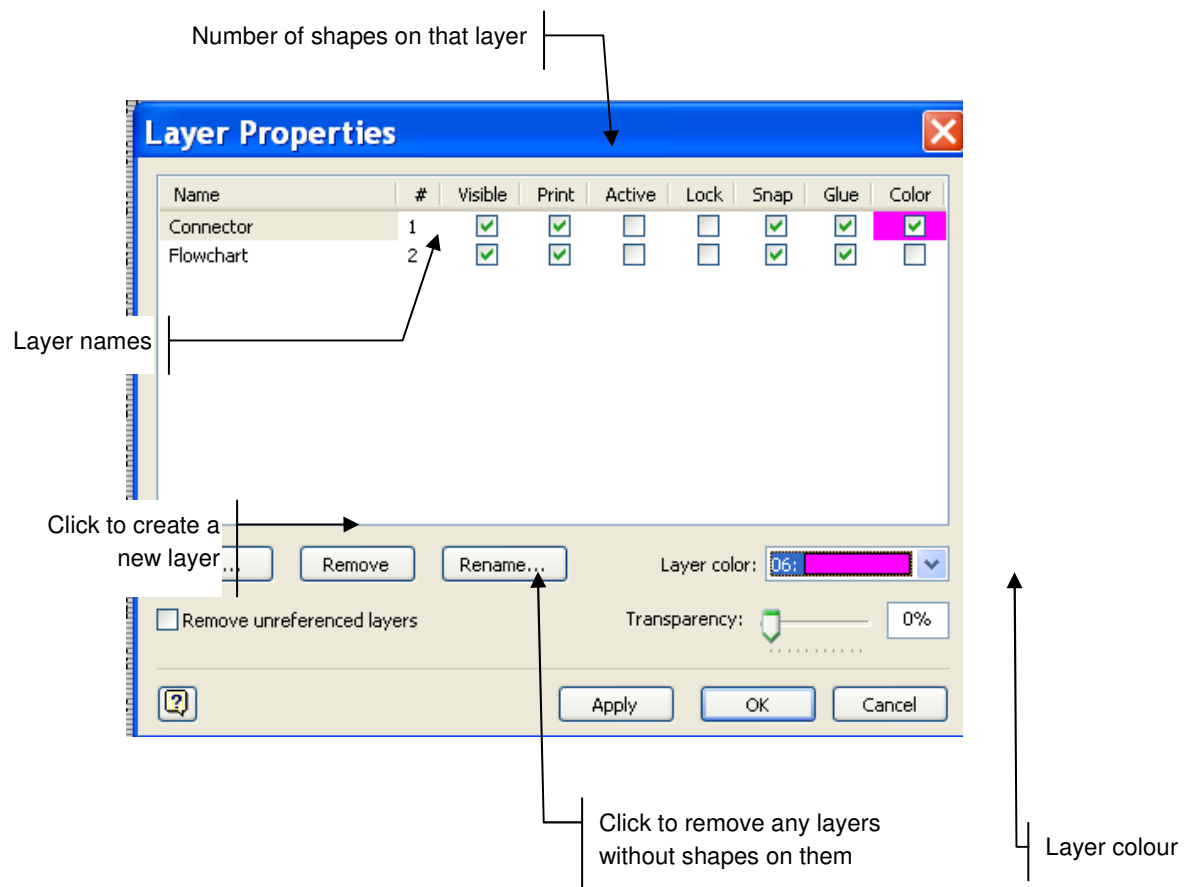 Number of shapes on that layer
Layer Properties
Name # Visible Print Active Lock Snap Glue Color
Connector 1
Flowchart 2
Layer names
Click to create a
new layer
... Remove Rename... Layer color: 06:
Remove unreferenced layers Transparency: 0%
? Apply OK Cancel
Click to remove any layers
without shapes on them
Layer colour